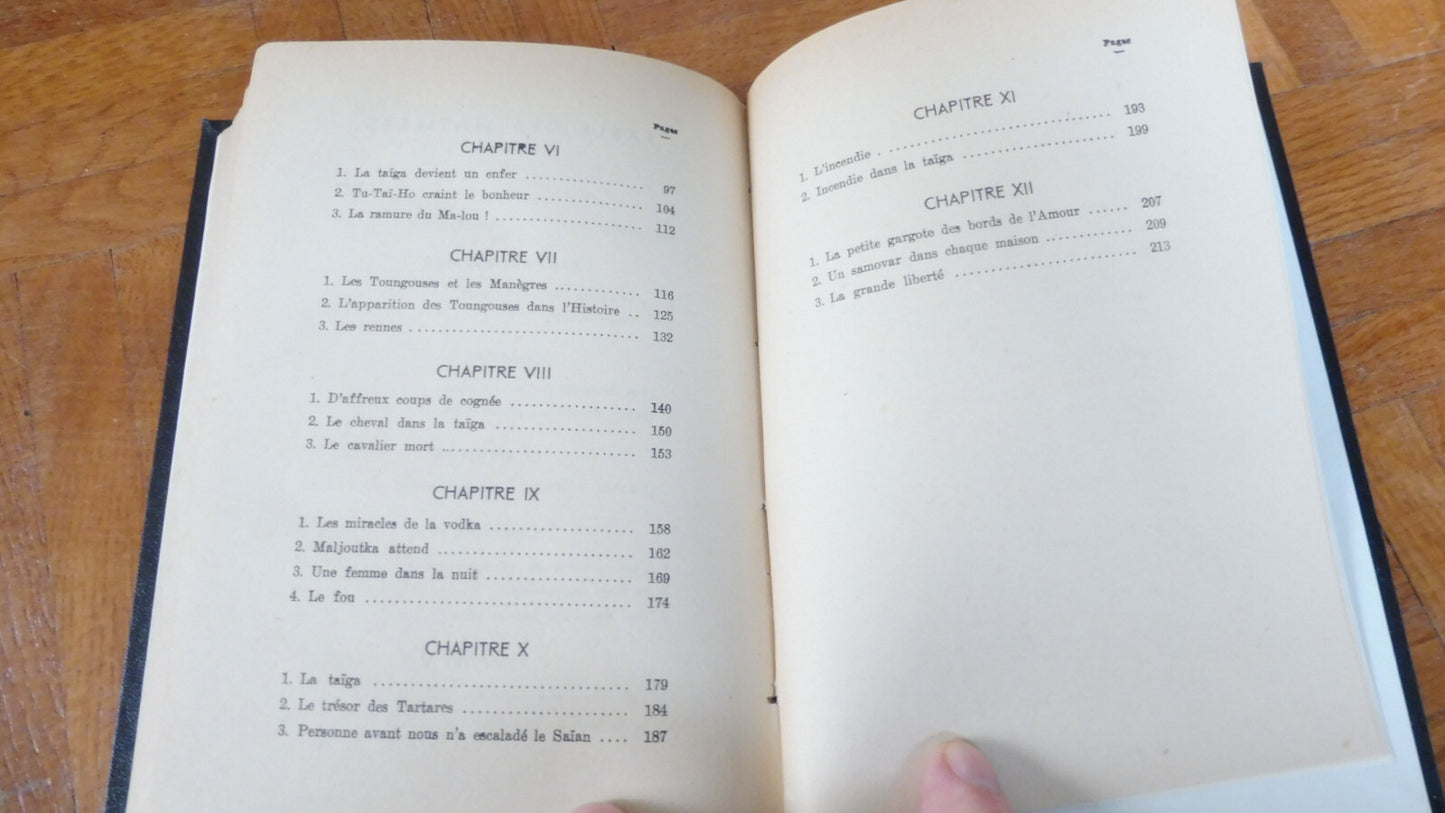 Pages
CHAPITRE VI
1. La taïga devient un enfer .................... 97
2. Tu-Taï-Ho craint le bonheur .................. 104
3. La ramure du Ma-lou ! ........................ 112
CHAPITRE VII
1. Les Toungouses et les Manègres ............. 116
2. L'apparition des Toungouses dans l'Histoire .. 125
3. Les rennes ................................... 132
CHAPITRE VIII
1. D'affreux coups de cognée .................. 140
2. Le cheval dans la taïga ..................... 150
3. Le cavalier mort ............................ 153
CHAPITRE IX
1. Les miracles de la vodka .................... 158
2. Maljoutka attend ............................ 162
3. Une femme dans la nuit ..................... 169
4. Le fou ..................................... 174
CHAPITRE X
1. La taïga ................................... 179
2. Le trésor des Tartares ...................... 184
3. Personne avant nous n'a escaladé le Saïan .... 187
Pages
CHAPITRE XI
1. L'incendie .................................. 193
2. Incendie dans la taïga ...................... 199
CHAPITRE XII
1. La petite gargote des bords de l'Amour ...... 207
2. Un samovar dans chaque maison ............. 209
3. La grande liberté ........................... 213